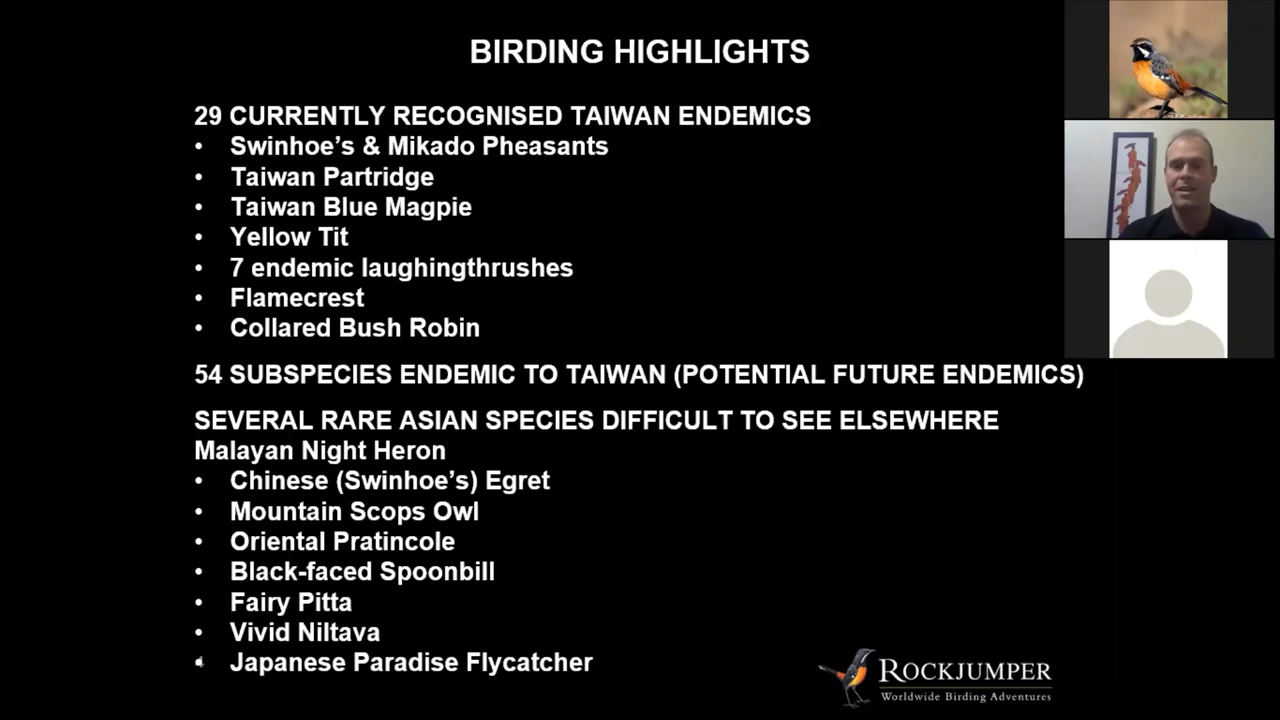 BIRDING HIGHLIGHTS
29 CURRENTLY RECOGNISED TAIWAN ENDEMICS
• Swinhoe's & Mikado Pheasants
• Taiwan Partridge
• Taiwan Blue Magpie
• Yellow Tit
• 7 endemic laughingthrushes
• Flamecrest
• Collared Bush Robin
54 SUBSPECIES ENDEMIC TO TAIWAN (POTENTIAL FUTURE ENDEMICS)
SEVERAL RARE ASIAN SPECIES DIFFICULT TO SEE ELSEWHERE
Malayan Night Heron
• Chinese (Swinhoe's) Egret
• Mountain Scops Owl
• Oriental Pratincole
• Black-faced Spoonbill
• Fairy Pitta
• Vivid Niltava
• Japanese Paradise Flycatcher
ROCKJUMPER
Worldwide Birding Adventures